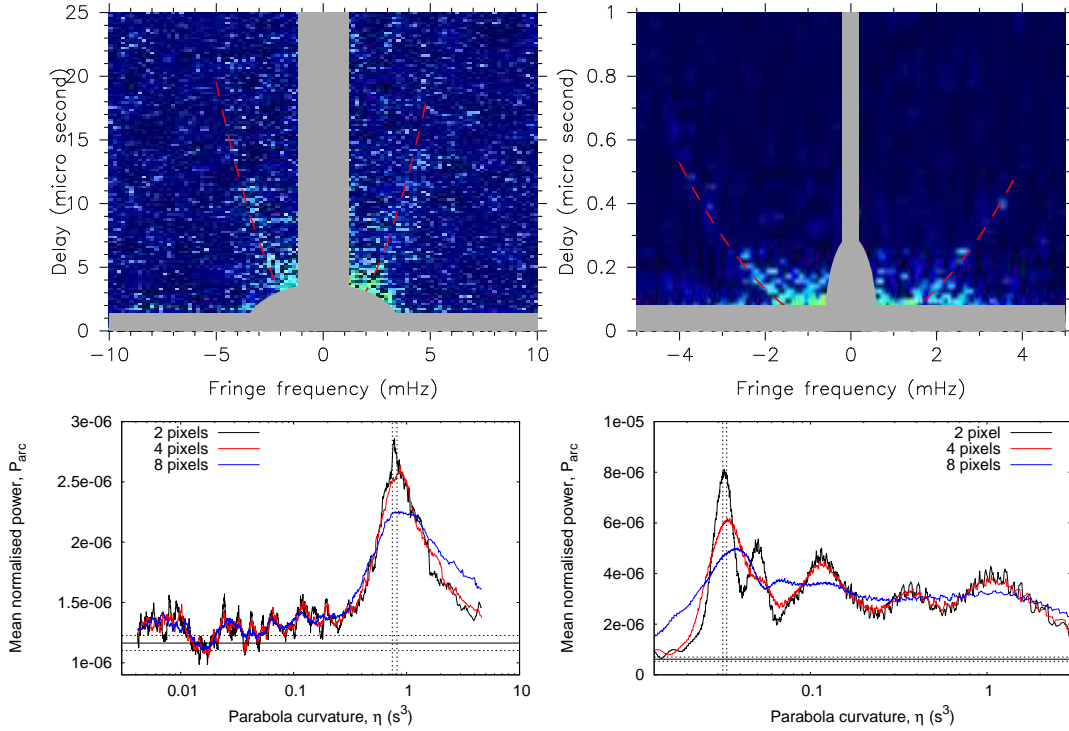 25
20
15
10
5
0
Delay (micro second)
−10
−5
0
5
10
Fringe frequency (mHz)
1
0.8
0.6
0.4
0.2
0
Delay (micro second)
−4
−2
0
2
4
Fringe frequency (mHz)
3e-06
2.5e-06
2e-06
1.5e-06
1e-06
Mean normalised power, Parc
2 pixels
4 pixels
8 pixels
0.01
0.1
1
10
Parabola curvature, η (s³)
1e-05
8e-06
6e-06
4e-06
2e-06
0
Mean normalised power, Parc
2 pixel
4 pixels
8 pixels
0.1
1
Parabola curvature, η (s³)